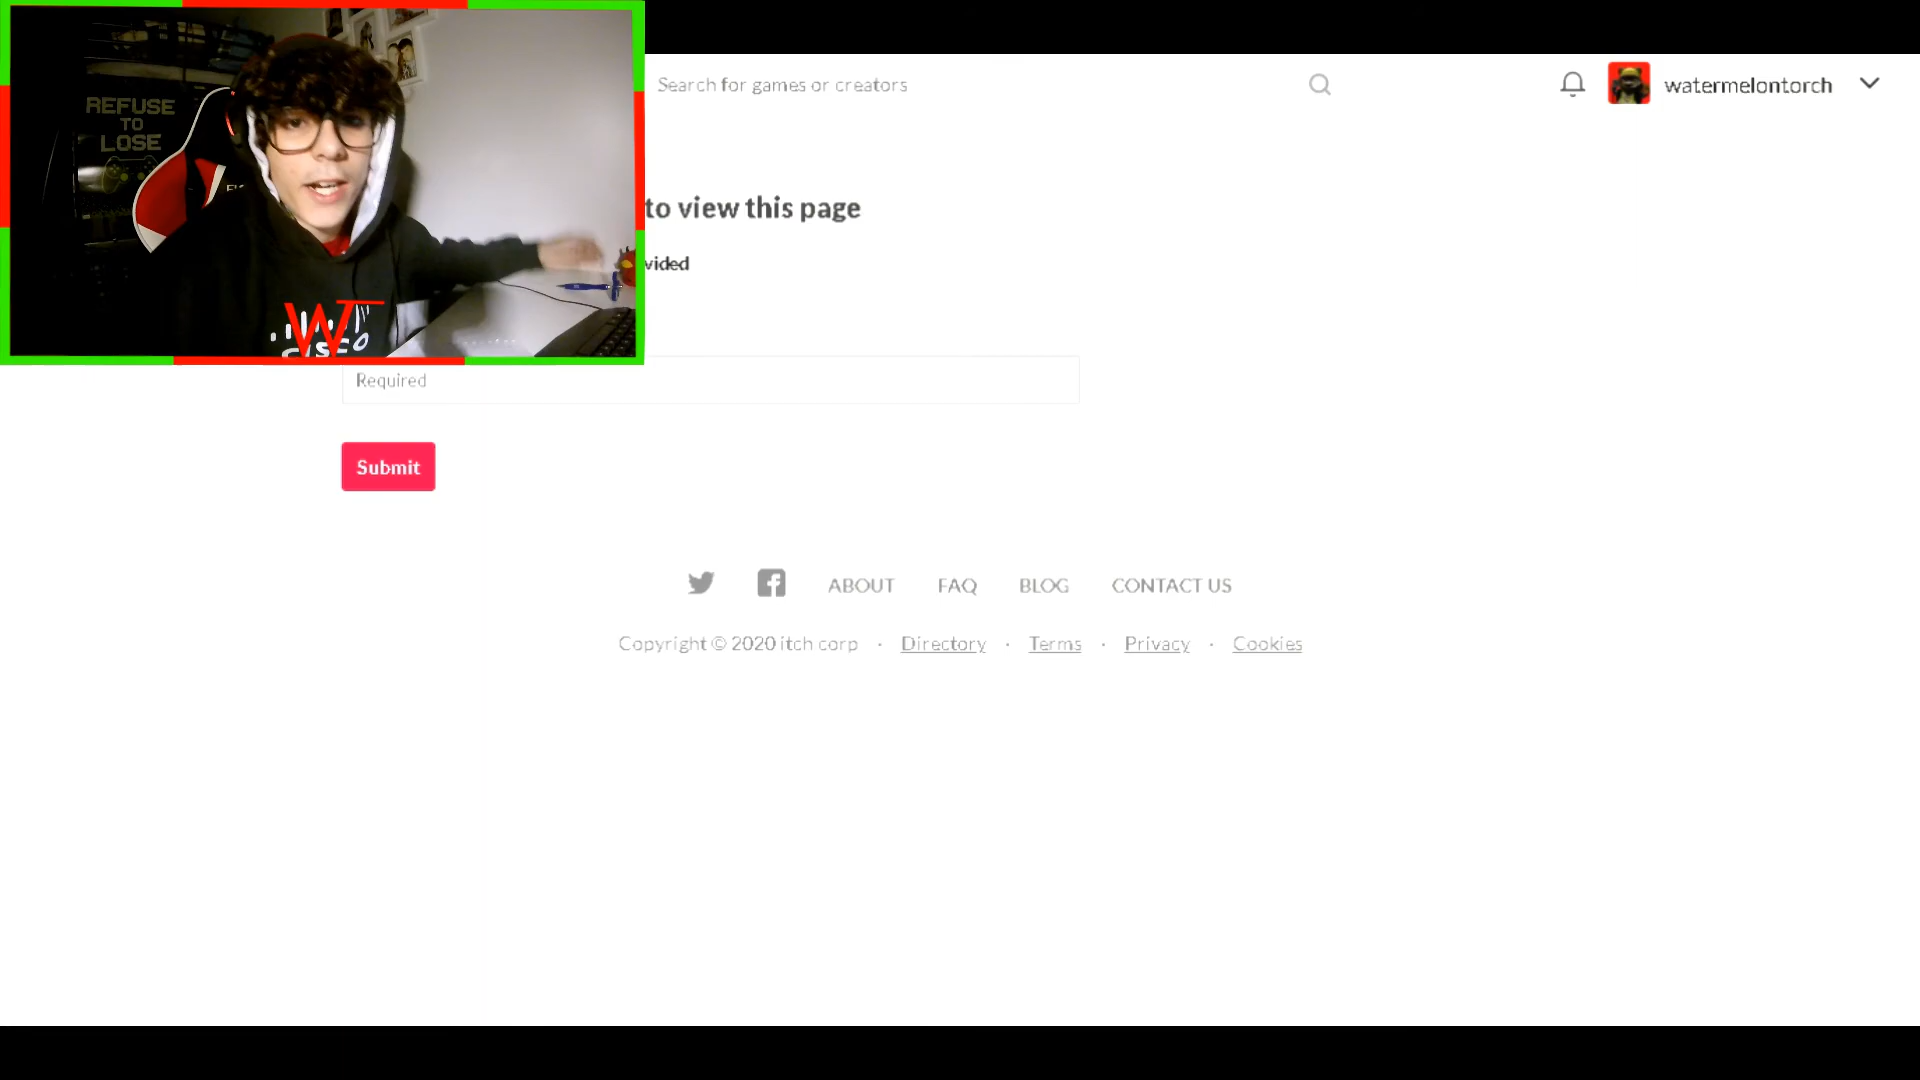 Search for games or creators
watermelontorch
REFUSE
TO
LOSE
to view this page
vided
W
CISCO
Required
Submit
ABOUT FAQ BLOG CONTACT US
Copyright © 2020 itch corp · Directory · Terms · Privacy · Cookies